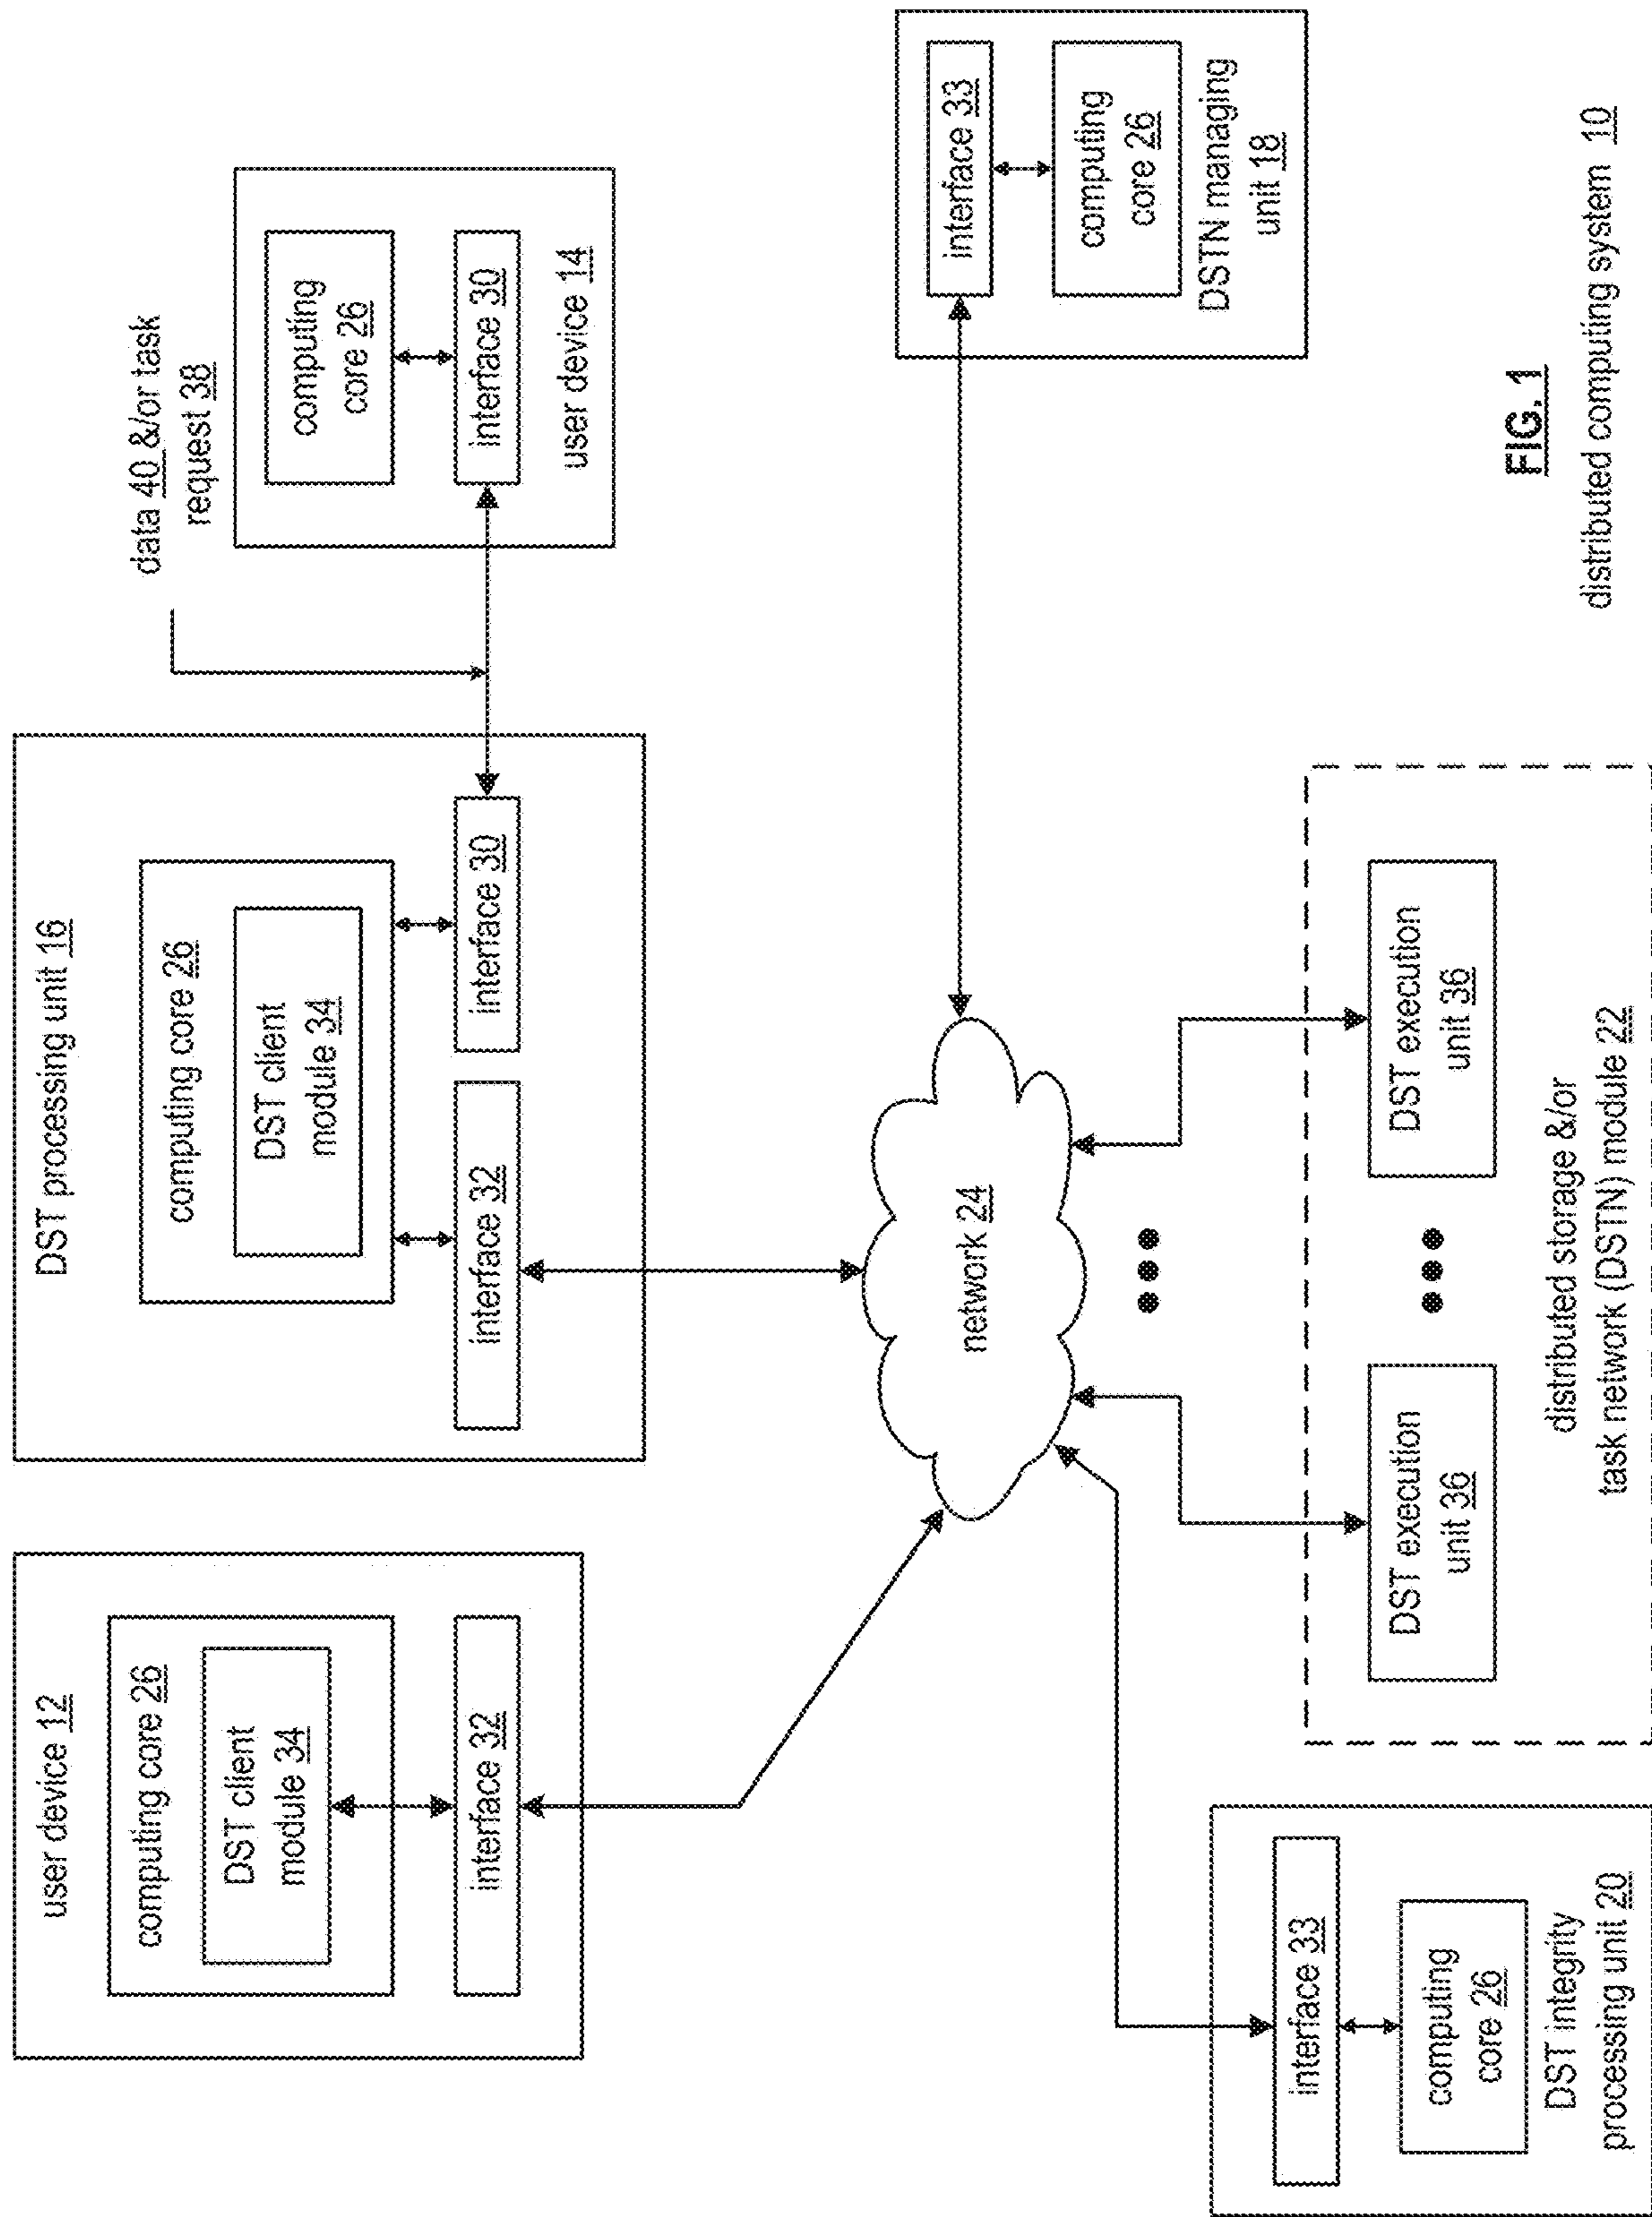 user device 12
computing core 26
DST client
module 34
interface 32
DST processing unit 16
computing core 26
DST client
module 34
interface 32
interface 30
data 40 &/or task
request 38
computing
core 26
interface 30
user device 14
network 24
interface 33
computing
core 26
DSTN managing
unit 18
interface 33
computing
core 26
DST integrity
processing unit 20
DST execution
unit 36
DST execution
unit 36
distributed storage &/or
task network (DSTN) module 22
FIG. 1
distributed computing system 10